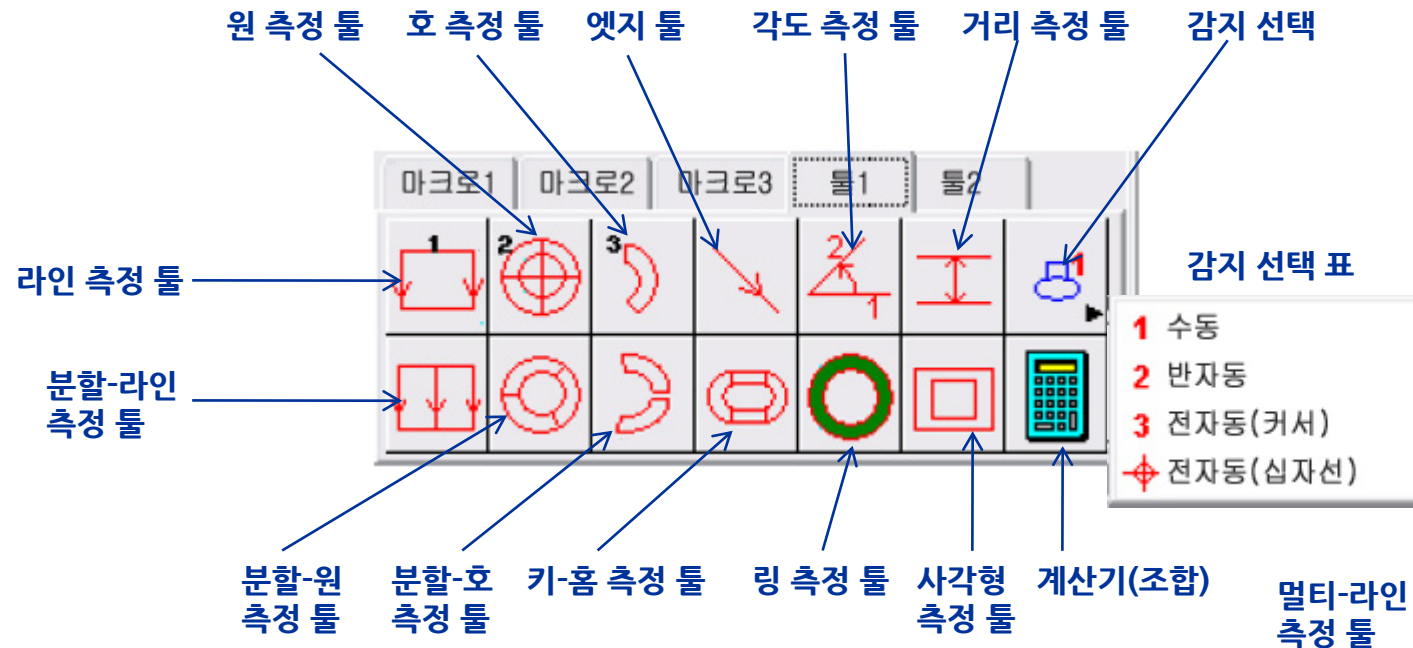 원 측정 툴 호 측정 툴 엣지 툴 각도 측정 툴 거리 측정 툴 감지 선택
마크로1 마크로2 마크로3 툴1 툴2
1 2 3 2 1 1
라인 측정 툴
감지 선택 표
1 수동
2 반자동
3 전자동(커서)
전자동(십자선)
분할-라인
측정 툴
분할-원
측정 툴
분할-호
측정 툴
키-홈 측정 툴
링 측정 툴
사각형
측정 툴
계산기(조합)
멀티-라인
측정 툴